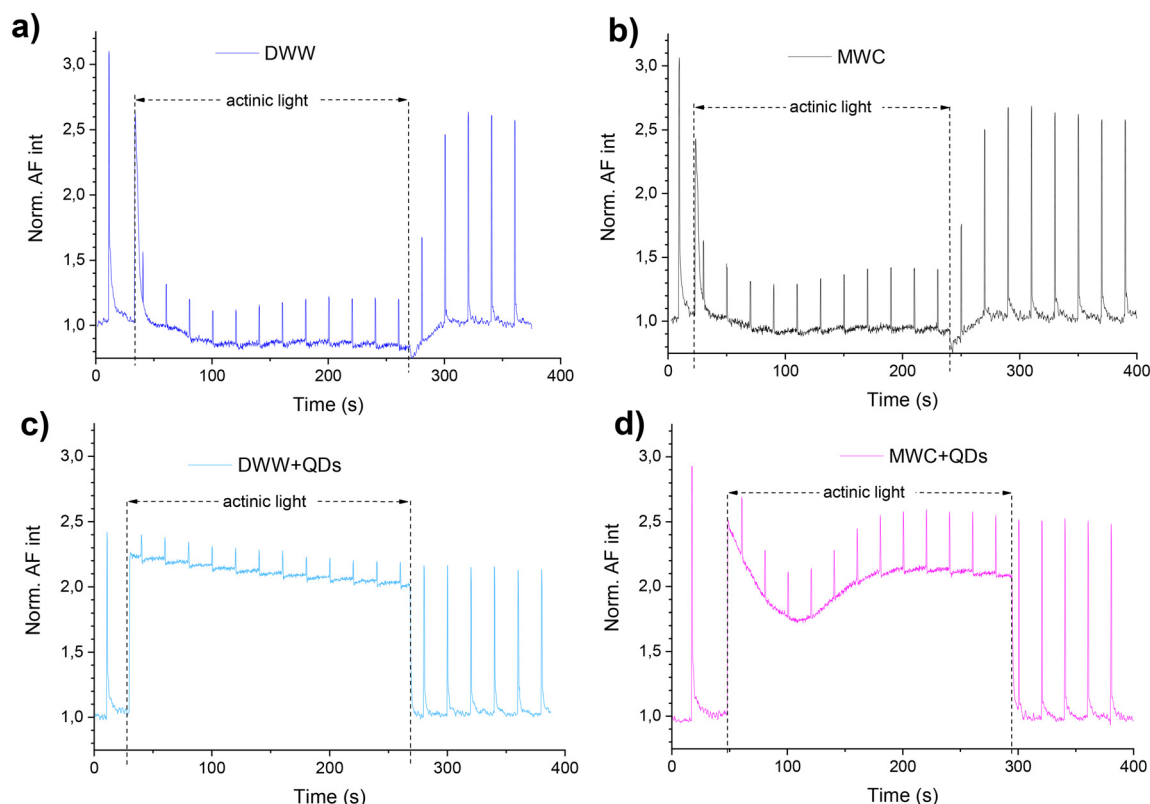 a)
DWW
actinic light
Norm. AF int
3,0
2,5
2,0
1,5
1,0
0 100 200 300 400
Time (s)
b)
MWC
actinic light
Norm. AF int
3,0
2,5
2,0
1,5
1,0
0 100 200 300 400
Time (s)
c)
DWW+QDs
actinic light
Norm. AF int
3,0
2,5
2,0
1,5
1,0
0 100 200 300 400
Time (s)
d)
MWC+QDs
actinic light
Norm. AF int
3,0
2,5
2,0
1,5
1,0
0 100 200 300 400
Time (s)